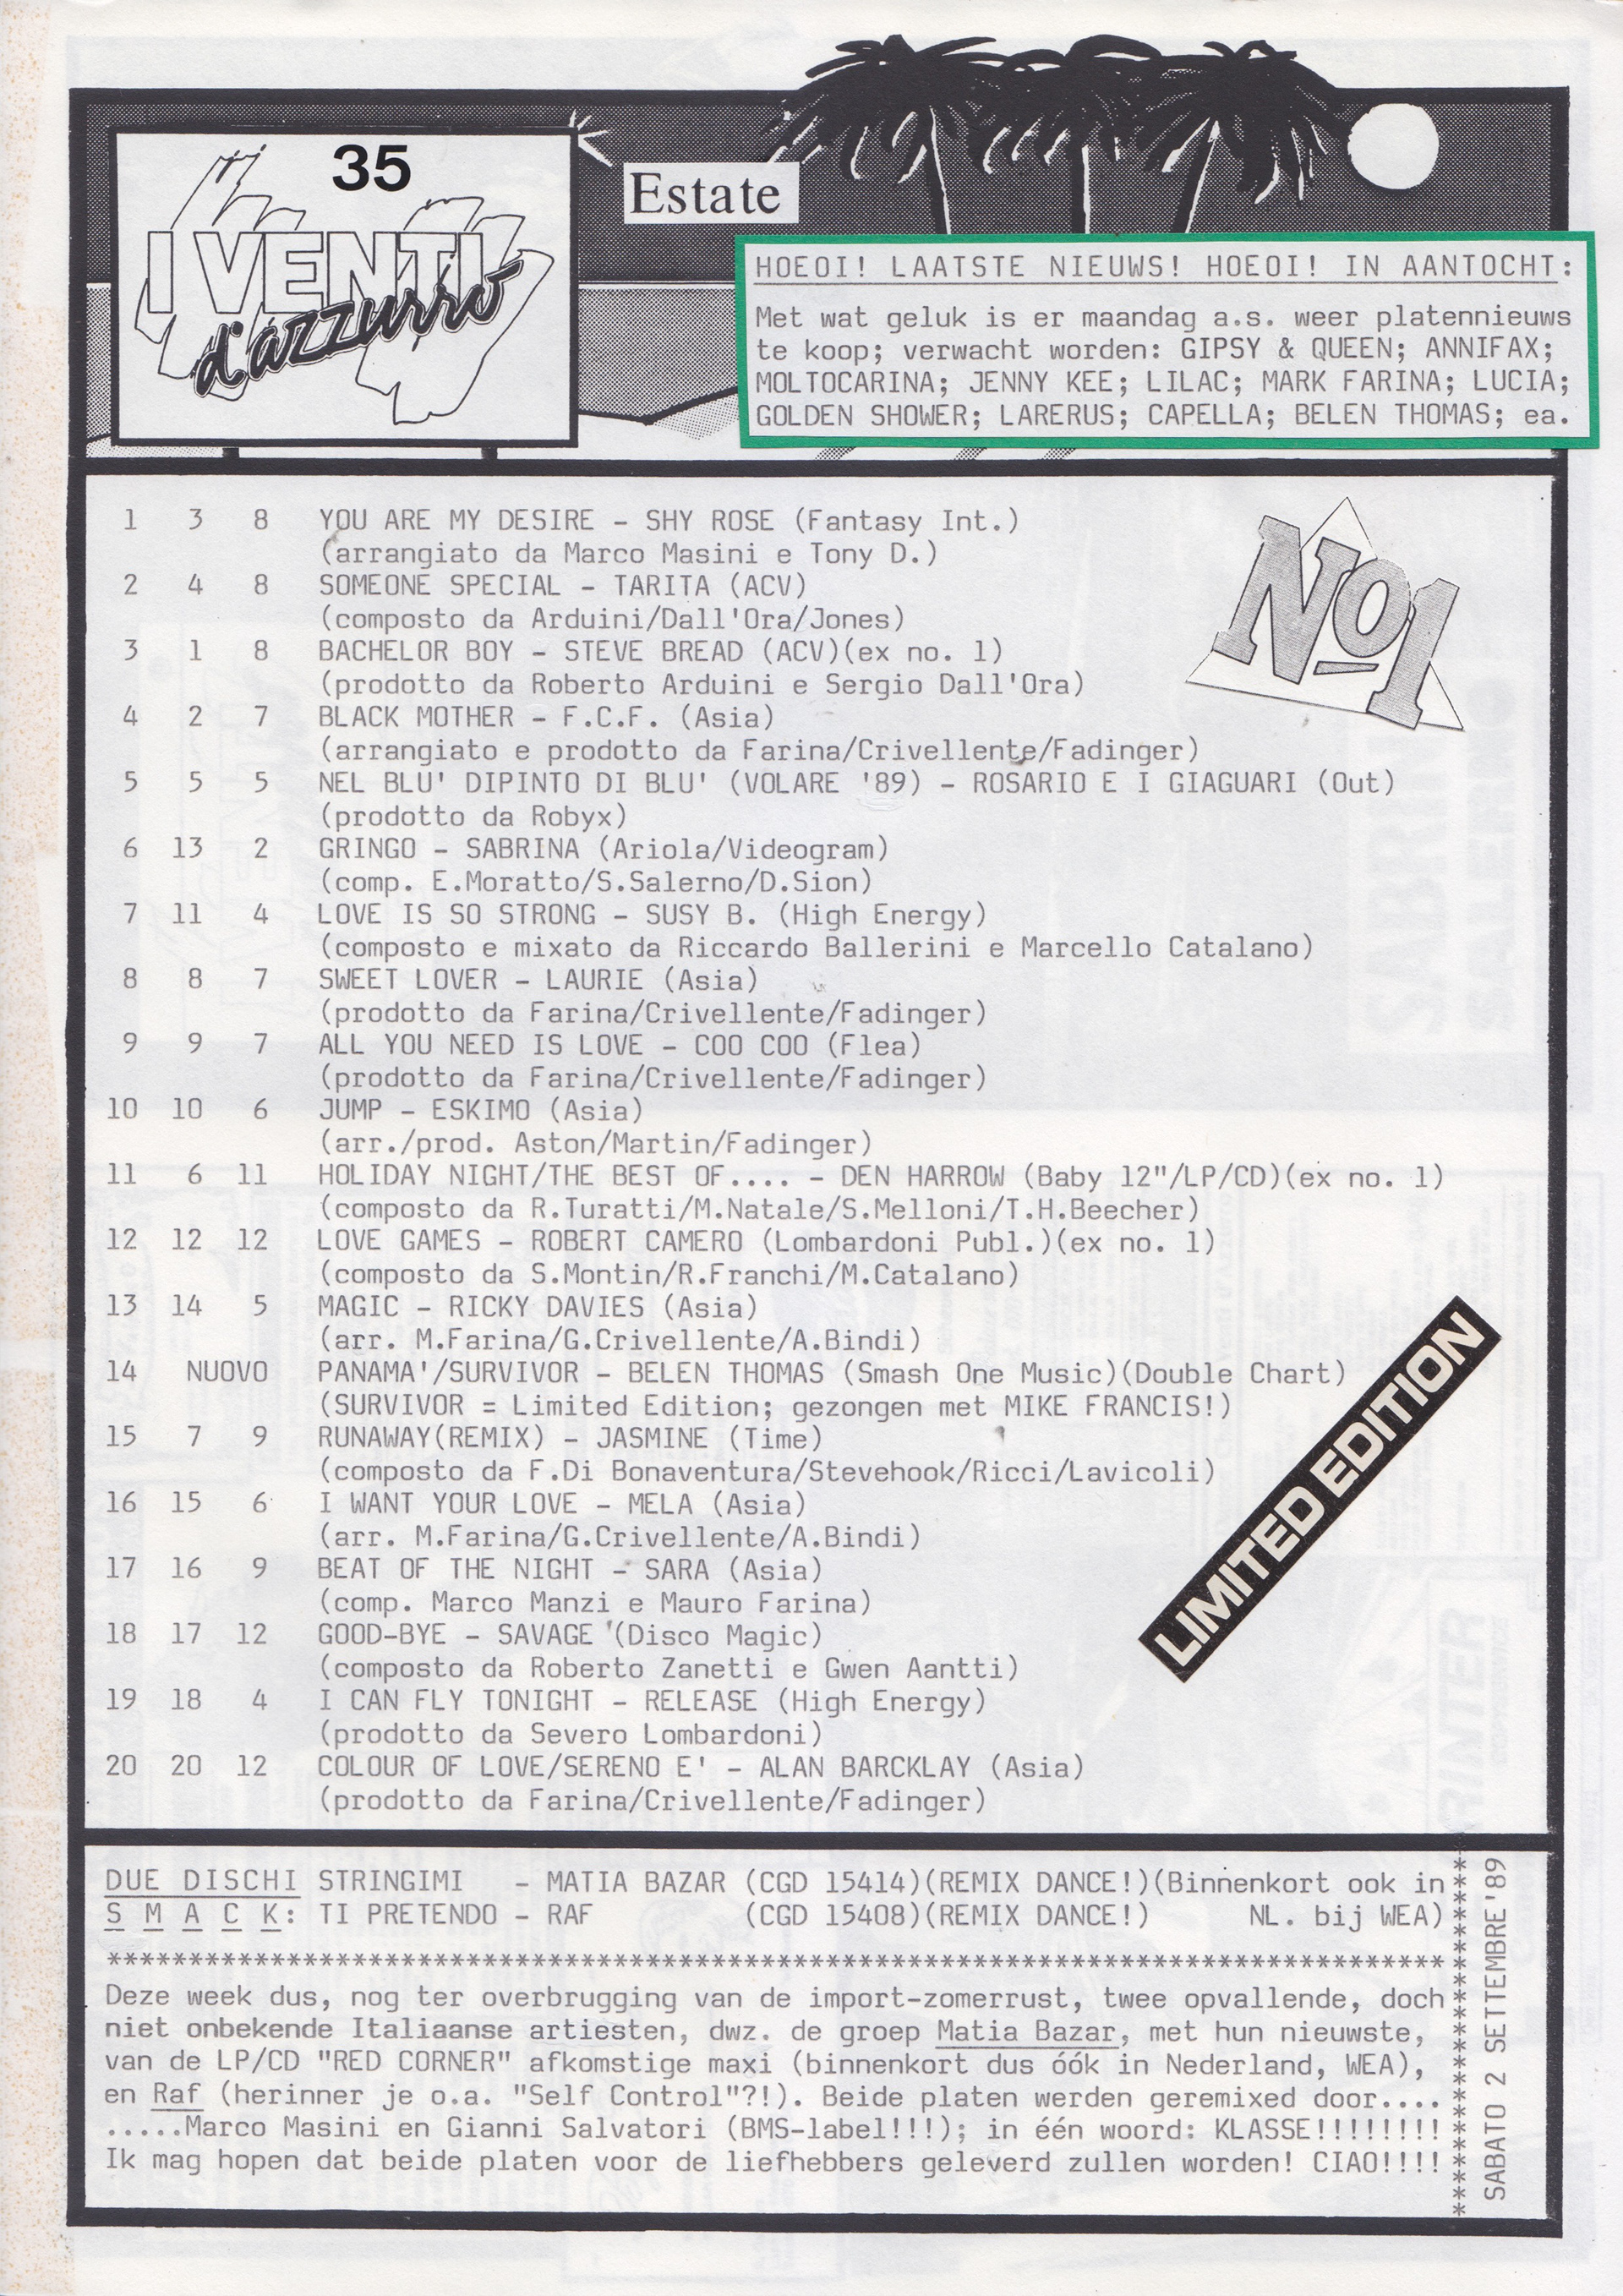 35
I VENTI
d'azzurro
Estate
HOEOI! LAATSTE NIEUWS! HOEOI! IN AANTOCHT:
Met wat geluk is er maandag a.s. weer platennieuws
te koop; verwacht worden: GIPSY & QUEEN; ANNIFAX;
MOLTOCARINA; JENNY KEE; LILAC; MARK FARINA; LUCIA;
GOLDEN SHOWER; LARERUS; CAPELLA; BELEN THOMAS; ea.
No1
1 3 8 YOU ARE MY DESIRE - SHY ROSE (Fantasy Int.)
(arrangiato da Marco Masini e Tony D.)
2 4 8 SOMEONE SPECIAL - TARITA (ACV)
(composto da Arduini/Dall'Ora/Jones)
3 1 8 BACHELOR BOY - STEVE BREAD (ACV)(ex no. 1)
(prodotto da Roberto Arduini e Sergio Dall'Ora)
4 2 7 BLACK MOTHER - F.C.F. (Asia)
(arrangiato e prodotto da Farina/Crivellente/Fadinger)
5 5 5 NEL BLU' DIPINTO DI BLU' (VOLARE '89) - ROSARIO E I GIAGUARI (Out)
(prodotto da Robyx)
6 13 2 GRINGO - SABRINA (Ariola/Videogram)
(comp. E.Moratto/S.Salerno/D.Sion)
7 11 4 LOVE IS SO STRONG - SUSY B. (High Energy)
(composto e mixato da Riccardo Ballerini e Marcello Catalano)
8 8 7 SWEET LOVER - LAURIE (Asia)
(prodotto da Farina/Crivellente/Fadinger)
9 9 7 ALL YOU NEED IS LOVE - COO COO (Flea)
(prodotto da Farina/Crivellente/Fadinger)
10 10 6 JUMP - ESKIMO (Asia)
(arr./prod. Aston/Martin/Fadinger)
11 6 11 HOLIDAY NIGHT/THE BEST OF.... - DEN HARROW (Baby 12"/LP/CD)(ex no. 1)
(composto da R.Turatti/M.Natale/S.Melloni/T.H.Beecher)
12 12 12 LOVE GAMES - ROBERT CAMERO (Lombardoni Publ.)(ex no. 1)
(composto da S.Montin/R.Franchi/M.Catalano)
13 14 5 MAGIC - RICKY DAVIES (Asia)
(arr. M.Farina/G.Crivellente/A.Bindi)
14 NUOVO PANAMA'/SURVIVOR - BELEN THOMAS (Smash One Music)(Double Chart)
(SURVIVOR = Limited Edition; gezongen met MIKE FRANCIS!)
15 7 9 RUNAWAY(REMIX) - JASMINE (Time)
(composto da F.Di Bonaventura/Stevehook/Ricci/Lavicoli)
16 15 6 I WANT YOUR LOVE - MELA (Asia)
(arr. M.Farina/G.Crivellente/A.Bindi)
17 16 9 BEAT OF THE NIGHT - SARA (Asia)
(comp. Marco Manzi e Mauro Farina)
18 17 12 GOOD-BYE - SAVAGE (Disco Magic)
(composto da Roberto Zanetti e Gwen Aantti)
19 18 4 I CAN FLY TONIGHT - RELEASE (High Energy)
(prodotto da Severo Lombardoni)
20 20 12 COLOUR OF LOVE/SERENO E' - ALAN BARCKLAY (Asia)
(prodotto da Farina/Crivellente/Fadinger)
LIMITED EDITION
DUE DISCHI STRINGIMI - MATIA BAZAR (CGD 15414)(REMIX DANCE!)(Binnenkort ook in
S M A C K: TI PRETENDO - RAF (CGD 15408)(REMIX DANCE!) NL. bij WEA)
**********************************************************************************
Deze week dus, nog ter overbrugging van de import-zomerrust, twee opvallende, doch
niet onbekende Italiaanse artiesten, dwz. de groep Matia Bazar, met hun nieuwste,
van de LP/CD "RED CORNER" afkomstige maxi (binnenkort dus óók in Nederland, WEA),
en Raf (herinner je o.a. "Self Control"?!). Beide platen werden geremixed door....
.....Marco Masini en Gianni Salvatori (BMS-label!!!); in één woord: KLASSE!!!!!!!!
Ik mag hopen dat beide platen voor de liefhebbers geleverd zullen worden! CIAO!!!!
SABATO 2 SETTEMBRE'89